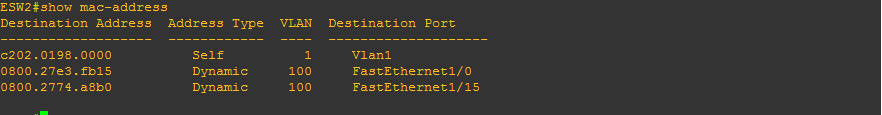 ESW2#show mac-address
Destination Address  Address Type  VLAN  Destination Port
-------------------  ------------  ----  --------------------
c202.0198.0000          Self          1     Vlan1
0800.27e3.fb15          Dynamic     100     FastEthernet1/0
0800.2774.a8b0          Dynamic     100     FastEthernet1/15